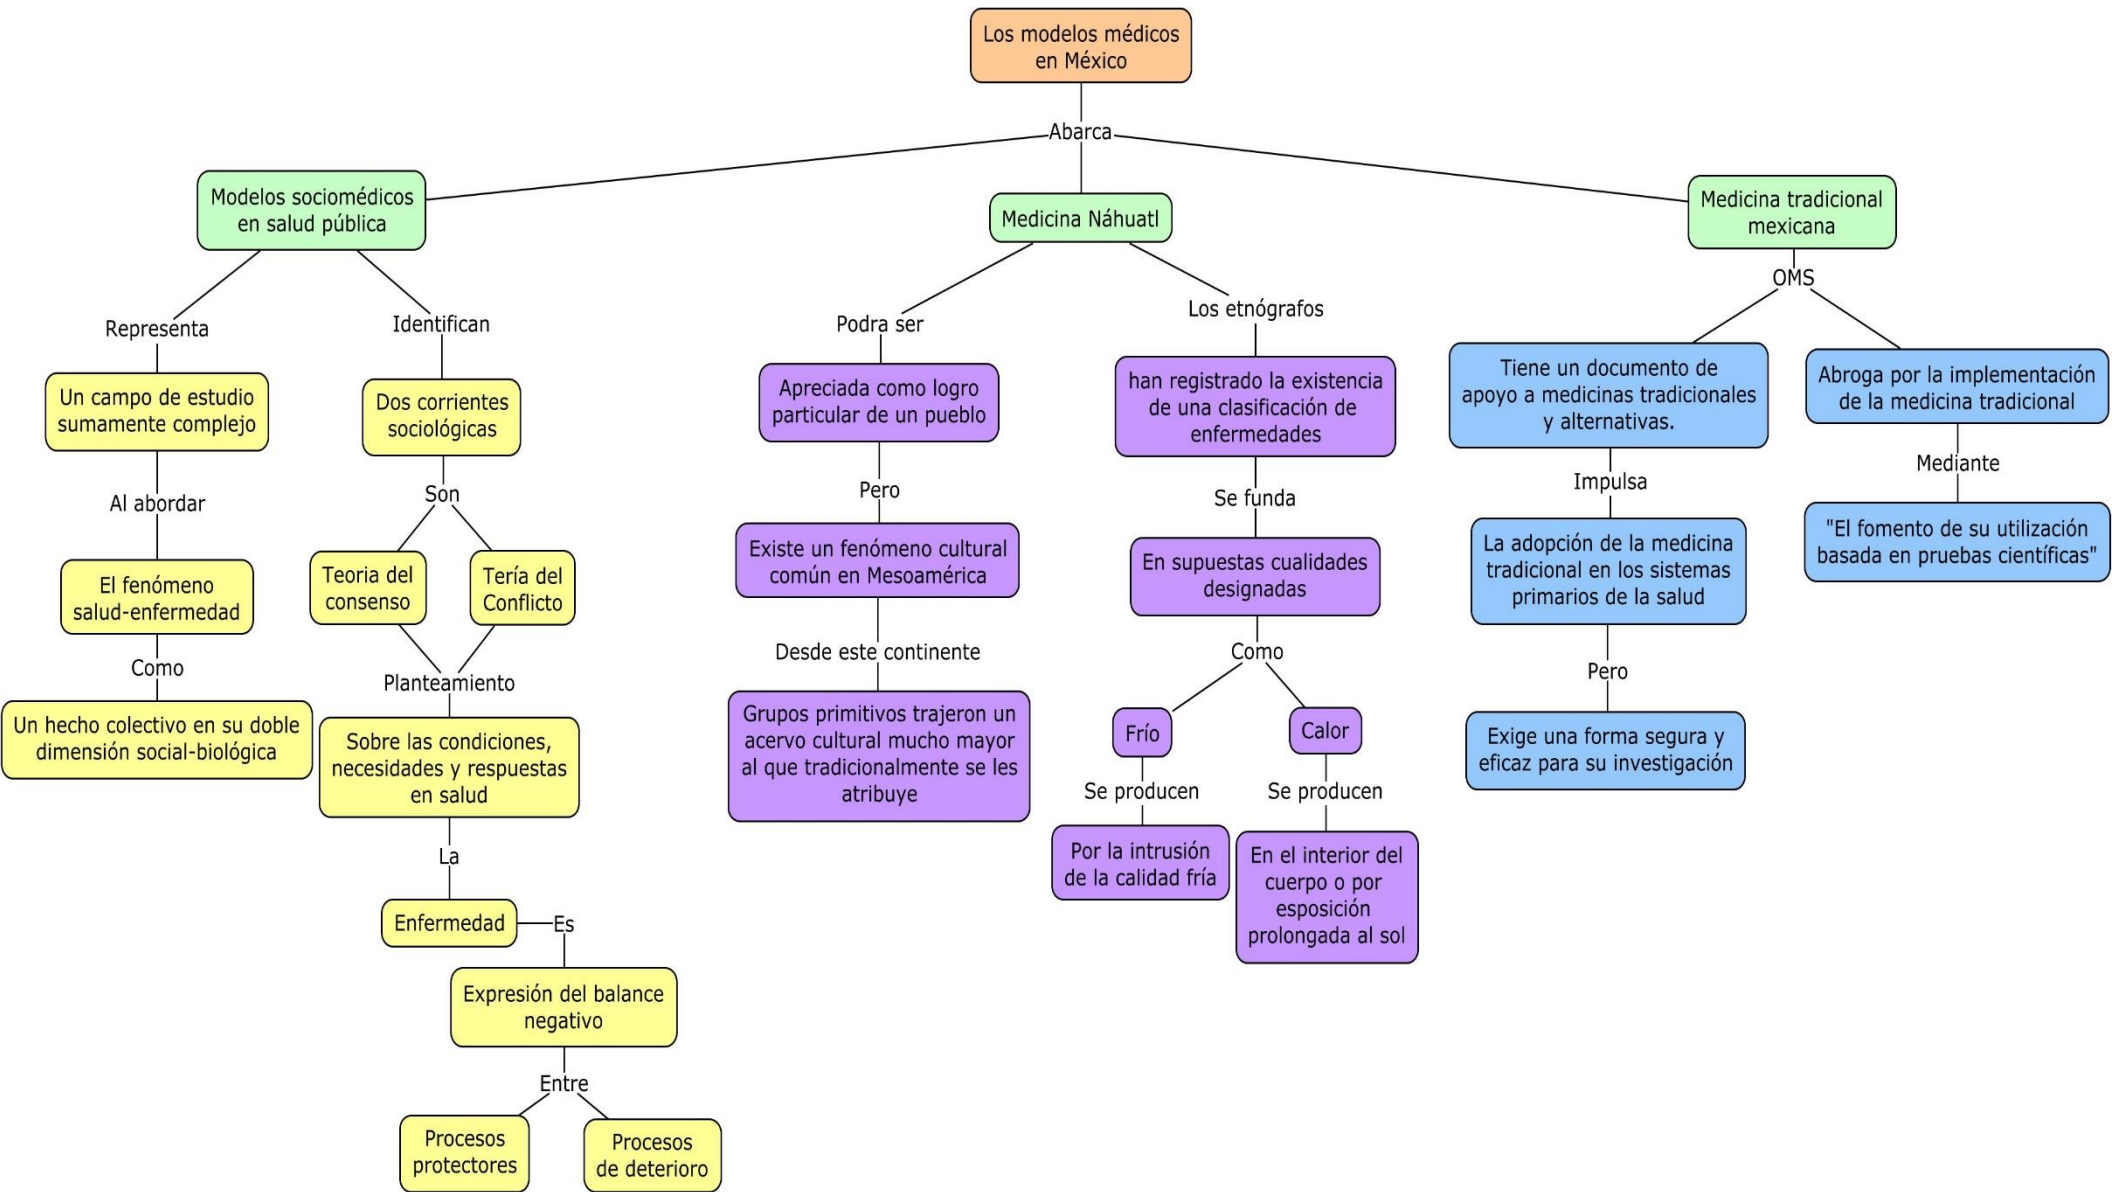 Los modelos médicos
en México
Abarca
Modelos sociomédicos
en salud pública
Representa
Un campo de estudio
sumamente complejo
Al abordar
El fenómeno
salud-enfermedad
Como
Un hecho colectivo en su doble
dimensión social-biológica
Identifican
Dos corrientes
sociológicas
Son
Teoria del
consenso
Tería del
Conflicto
Planteamiento
Sobre las condiciones,
necesidades y respuestas
en salud
La
Enfermedad
Es
Expresión del balance
negativo
Entre
Procesos
protectores
Procesos
de deterioro
Medicina Náhuatl
Podra ser
Apreciada como logro
particular de un pueblo
Pero
Existe un fenómeno cultural
común en Mesoamérica
Desde este continente
Grupos primitivos trajeron un
acervo cultural mucho mayor
al que tradicionalmente se les
atribuye
Los etnógrafos
han registrado la existencia
de una clasificación de
enfermedades
Se funda
En supuestas cualidades
designadas
Como
Frío
Se producen
Por la intrusión
de la calidad fría
Calor
Se producen
En el interior del
cuerpo o por
esposición
prolongada al sol
Medicina tradicional
mexicana
OMS
Tiene un documento de
apoyo a medicinas tradicionales
y alternativas.
Impulsa
La adopción de la medicina
tradicional en los sistemas
primarios de la salud
Pero
Exige una forma segura y
eficaz para su investigación
Abroga por la implementación
de la medicina tradicional
Mediante
"El fomento de su utilización
basada en pruebas científicas"